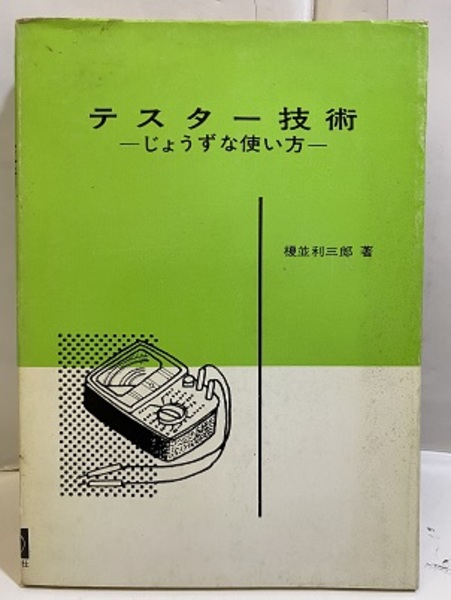 テスター技術
―じょうずな使い方―
榎並利三郎 著
社